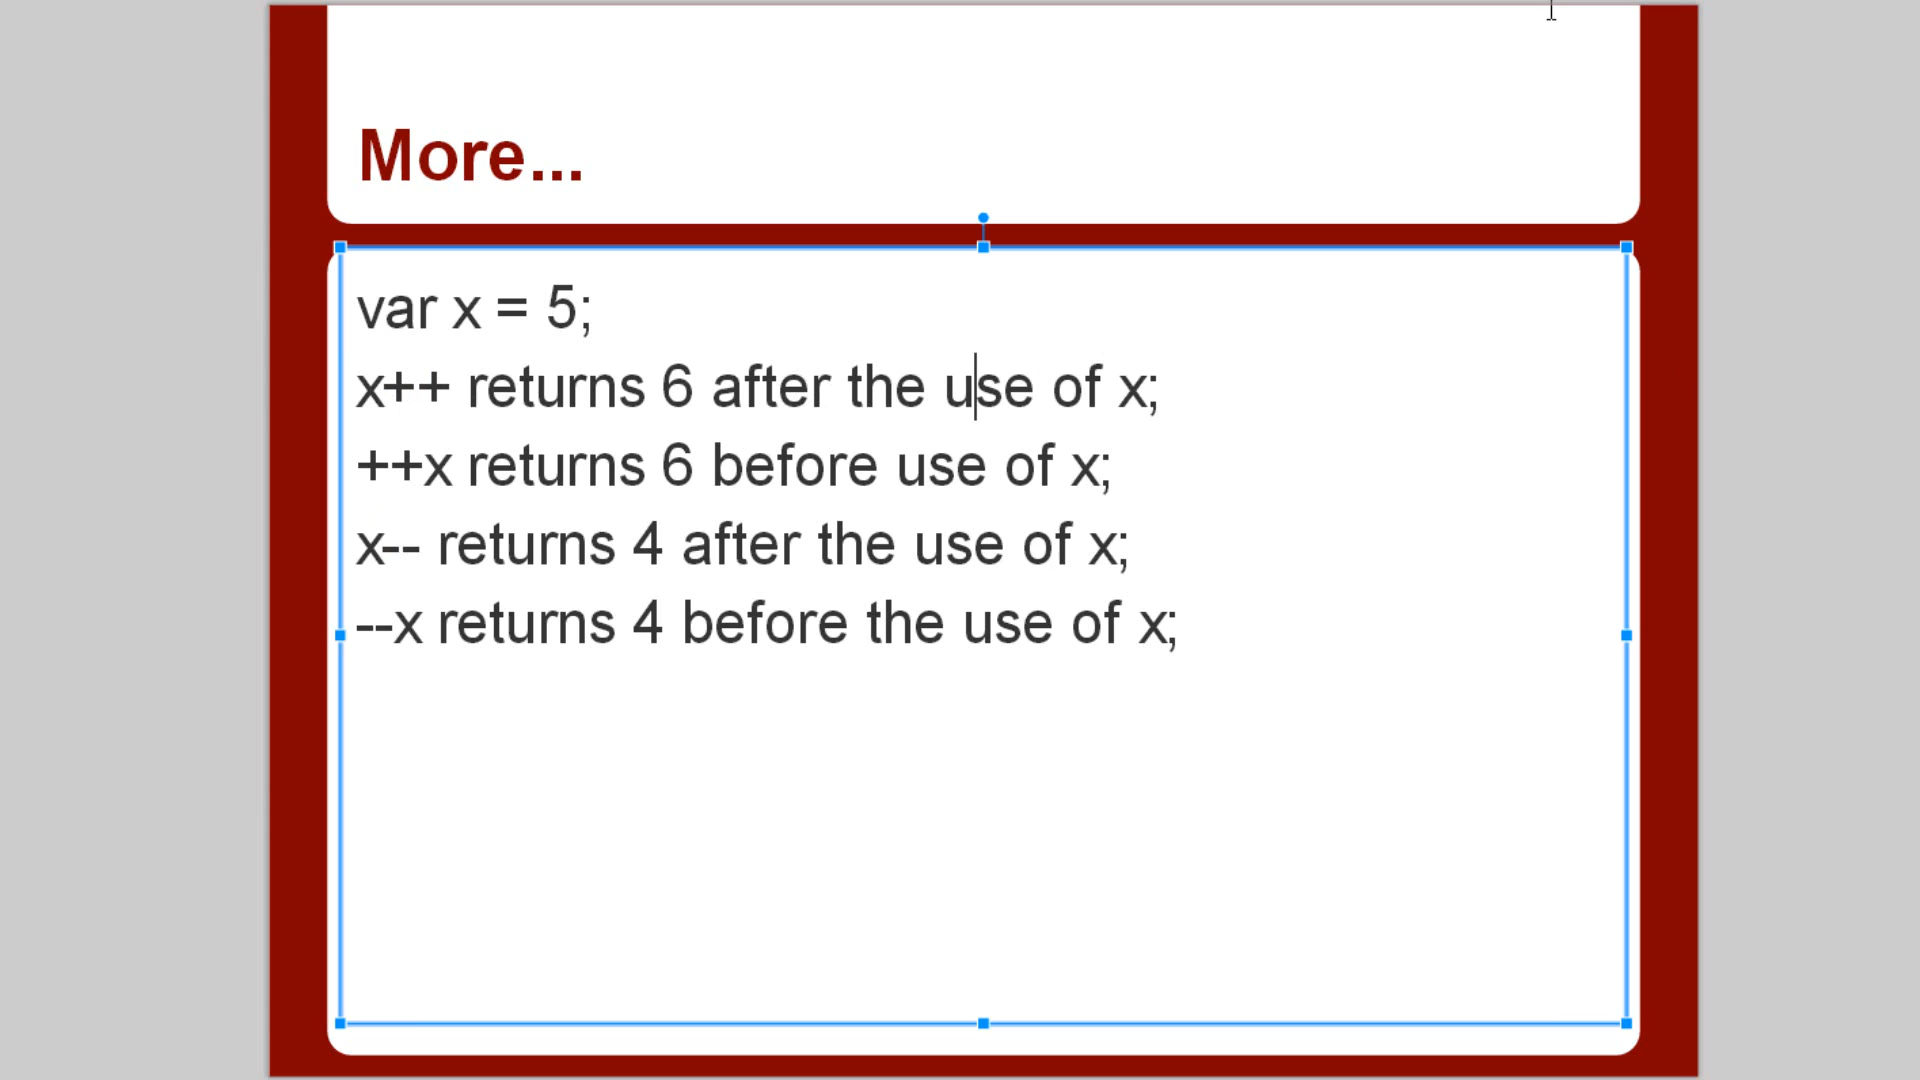 More...
var x = 5;
x++ returns 6 after the use of x;
++x returns 6 before use of x;
x-- returns 4 after the use of x;
--x returns 4 before the use of x;